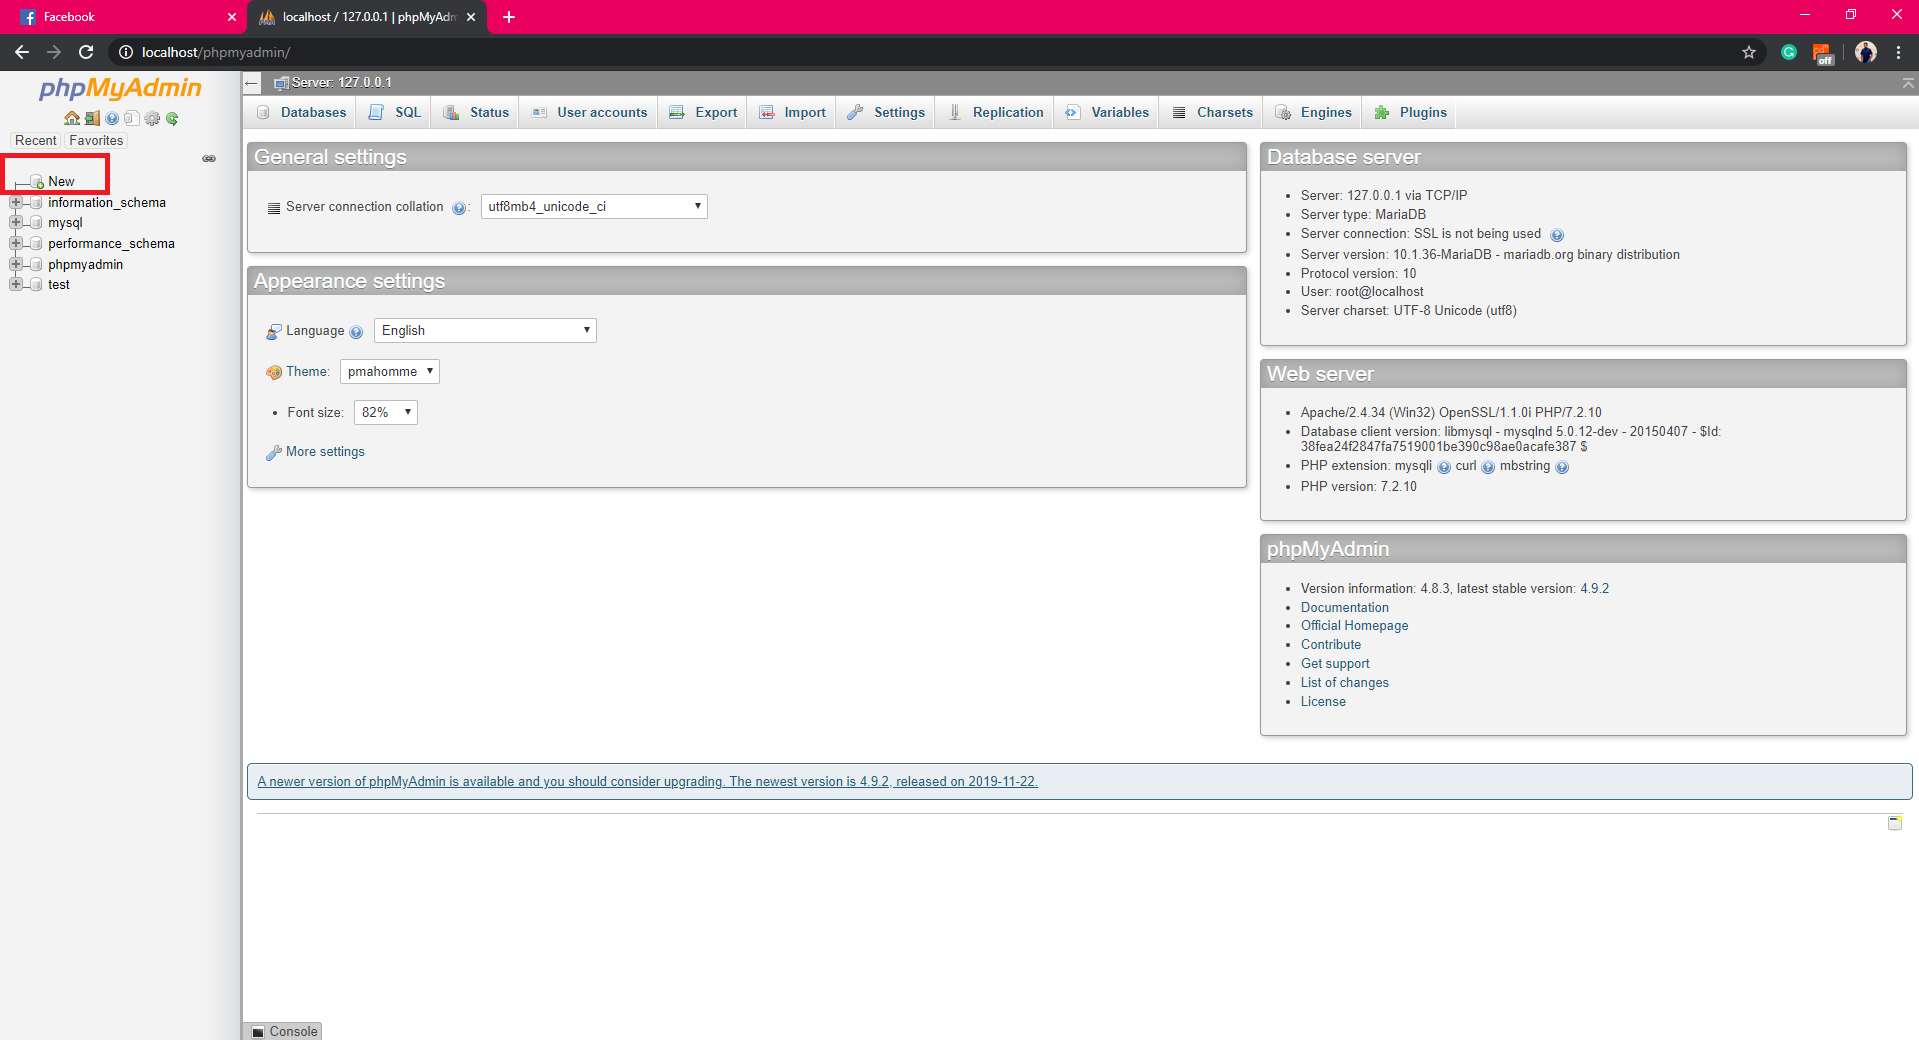 Facebook
localhost / 127.0.0.1 | phpMyAdm
localhost/phpmyadmin/
off
phpMyAdmin
Recent Favorites
New
information_schema
mysql
performance_schema
phpmyadmin
test
Server: 127.0.0.1
Databases SQL Status User accounts Export Import Settings Replication Variables Charsets Engines Plugins
General settings
Server connection collation : utf8mb4_unicode_ci
Appearance settings
Language English
Theme: pmahomme
• Font size: 82%
More settings
Database server
• Server: 127.0.0.1 via TCP/IP
• Server type: MariaDB
• Server connection: SSL is not being used
• Server version: 10.1.36-MariaDB - mariadb.org binary distribution
• Protocol version: 10
• User: root@localhost
• Server charset: UTF-8 Unicode (utf8)
Web server
• Apache/2.4.34 (Win32) OpenSSL/1.1.0i PHP/7.2.10
• Database client version: libmysql - mysqlnd 5.0.12-dev - 20150407 - $Id:
38fea24f2847fa7519001be390c98ae0acafe387 $
• PHP extension: mysqli curl mbstring
• PHP version: 7.2.10
phpMyAdmin
• Version information: 4.8.3, latest stable version: 4.9.2
• Documentation
• Official Homepage
• Contribute
• Get support
• List of changes
• License
A newer version of phpMyAdmin is available and you should consider upgrading. The newest version is 4.9.2, released on 2019-11-22.
Console